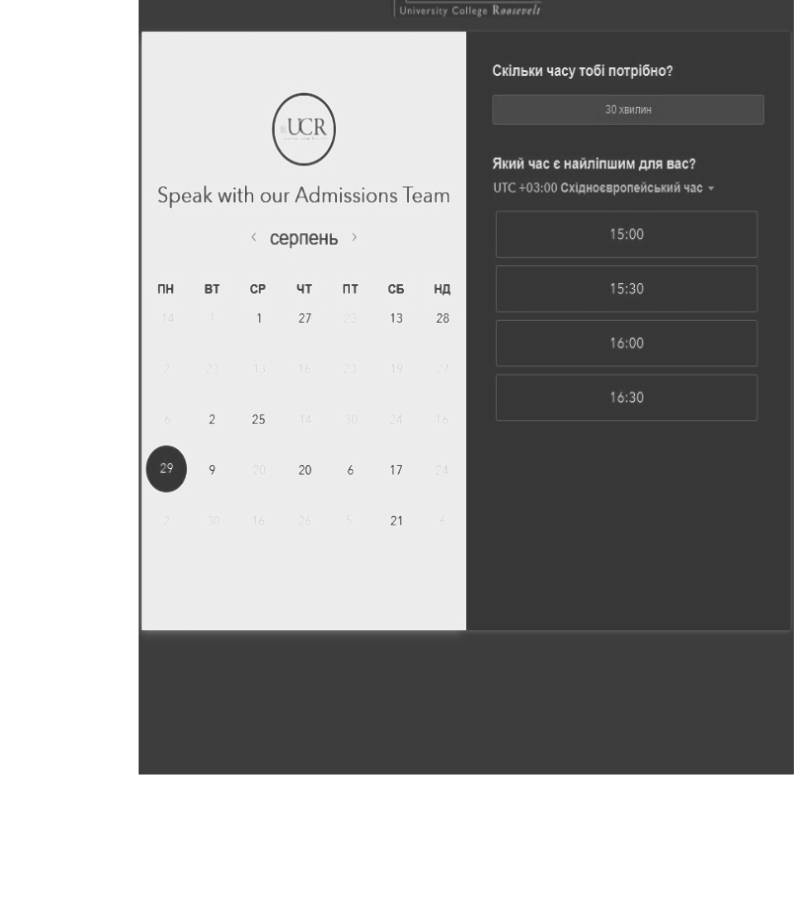 University College Roosevelt
UCR
Speak with our Admissions Team
‹ серпень ›
ПН ВТ СР ЧТ ПТ СБ НД
14 1 1 27 23 13 28
13 16 23 19 27
6 2 25 14 30 24 16
29 9 20 20 6 17 24
30 16 26 5 21 6
Скільки часу тобі потрібно?
30 хвилин
Який час є найліпшим для вас?
UTC +03:00 Східноєвропейський час
15:00
15:30
16:00
16:30